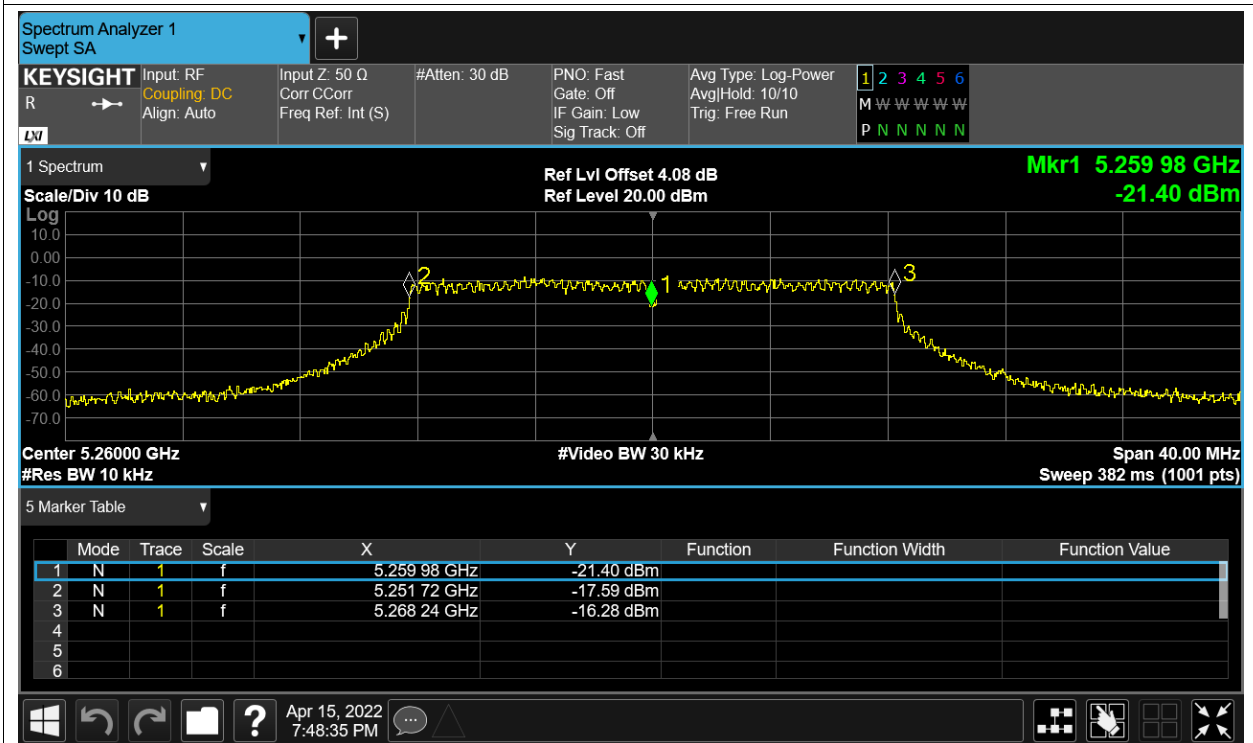 Spectrum Analyzer 1
Swept SA
KEYSIGHT
R
LXI
Input: RF
Coupling: DC
Align: Auto
Input Z: 50 Ω
Corr CCorr
Freq Ref: Int (S)
#Atten: 30 dB
PNO: Fast
Gate: Off
IF Gain: Low
Sig Track: Off
Avg Type: Log-Power
Avg|Hold: 10/10
Trig: Free Run
1 2 3 4 5 6
M W W W W W
P N N N N N
1 Spectrum
Scale/Div 10 dB
Ref Lvl Offset 4.08 dB
Ref Level 20.00 dBm
Mkr1 5.259 98 GHz
-21.40 dBm
Log
10.0
0.00
-10.0
-20.0
-30.0
-40.0
-50.0
-60.0
-70.0
2
1
3
Center 5.26000 GHz
#Res BW 10 kHz
#Video BW 30 kHz
Span 40.00 MHz
Sweep 382 ms (1001 pts)
5 Marker Table
Mode Trace Scale X Y Function Function Width Function Value
1 N 1 f 5.259 98 GHz -21.40 dBm
2 N 1 f 5.251 72 GHz -17.59 dBm
3 N 1 f 5.268 24 GHz -16.28 dBm
4
5
6
?
Apr 15, 2022
7:48:35 PM